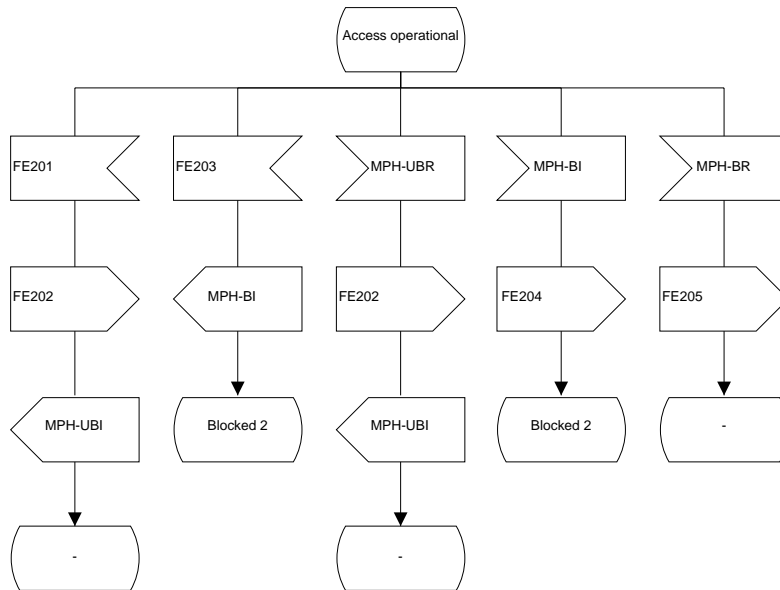 Access operational
FE201
FE203
MPH-UBR
MPH-BI
MPH-BR
FE202
MPH-BI
FE202
FE204
FE205
MPH-UBI
Blocked 2
MPH-UBI
Blocked 2
-
-
-